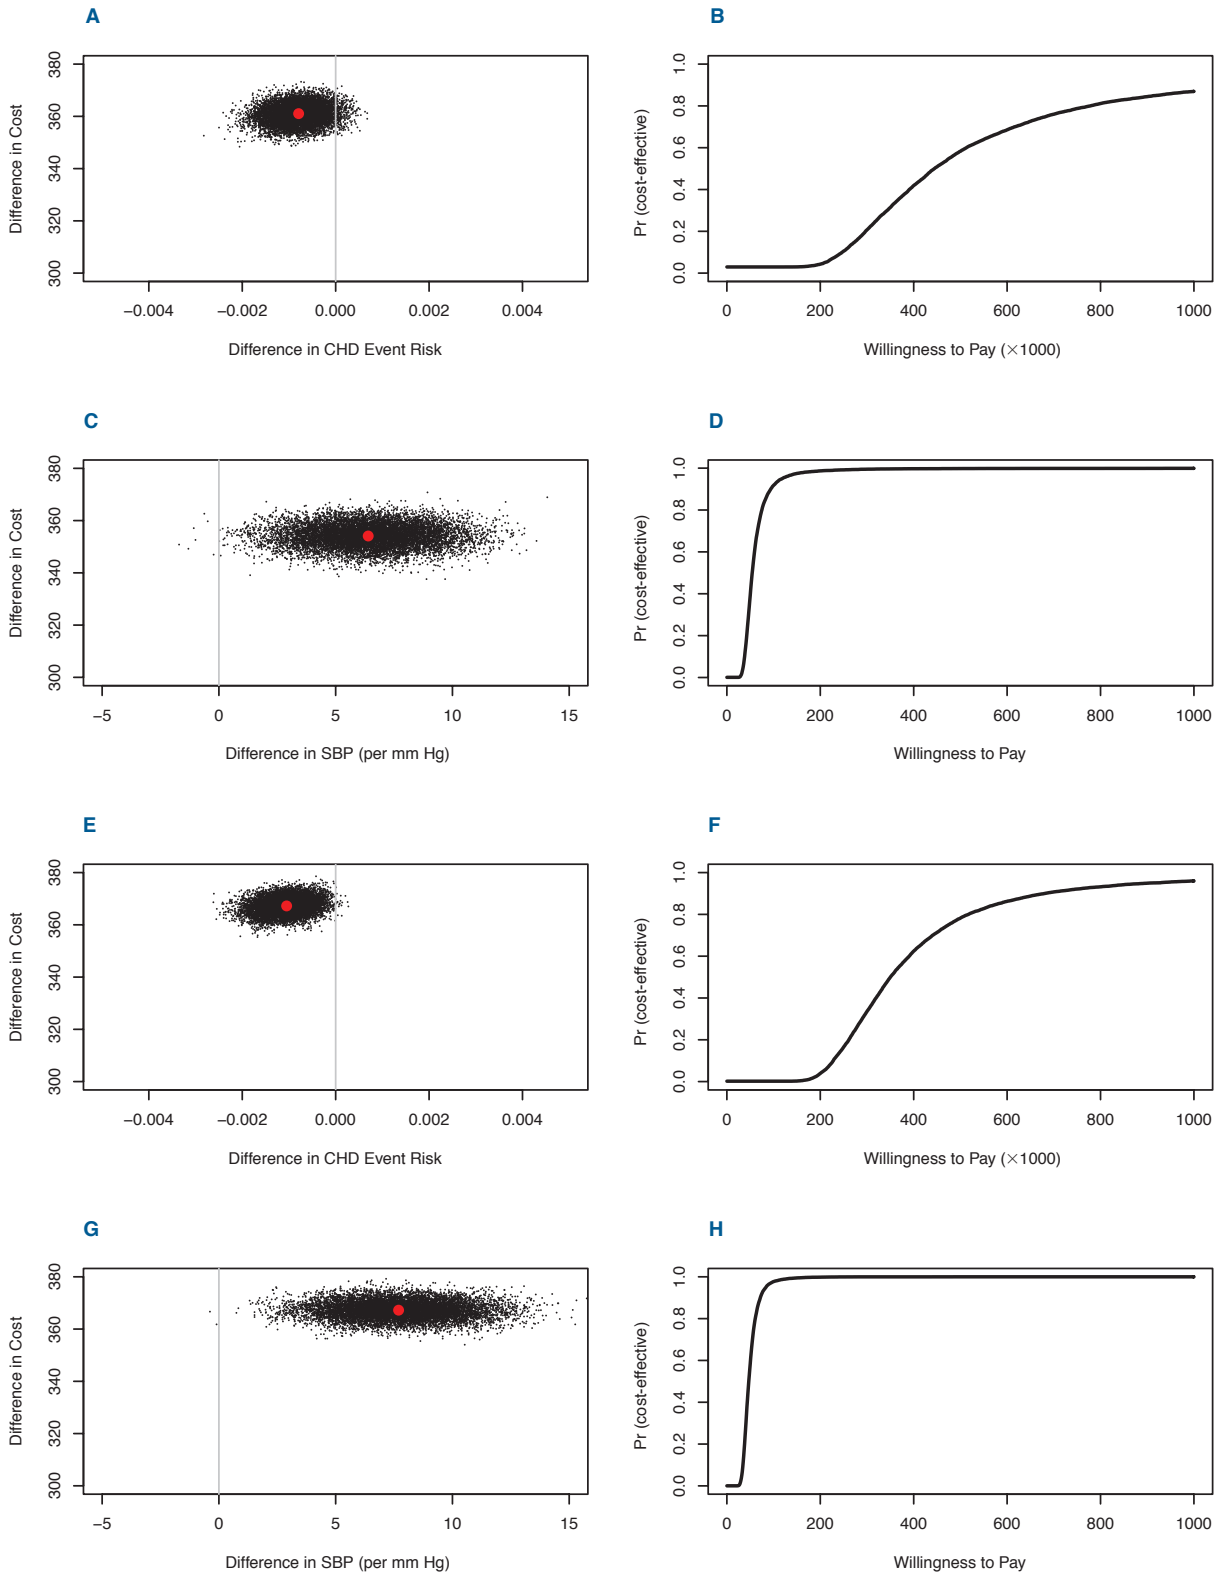 A
Difference in Cost
380
360
340
320
300
−0.004 −0.002 0.000 0.002 0.004
Difference in CHD Event Risk
B
Pr (cost-effective)
1.0
0.8
0.6
0.4
0.2
0.0
0 200 400 600 800 1000
Willingness to Pay (×1000)
C
Difference in Cost
380
360
340
320
300
−5 0 5 10 15
Difference in SBP (per mm Hg)
D
Pr (cost-effective)
1.0
0.8
0.6
0.4
0.2
0.0
0 200 400 600 800 1000
Willingness to Pay
E
Difference in Cost
380
360
340
320
300
−0.004 −0.002 0.000 0.002 0.004
Difference in CHD Event Risk
F
Pr (cost-effective)
1.0
0.8
0.6
0.4
0.2
0.0
0 200 400 600 800 1000
Willingness to Pay (×1000)
G
Difference in Cost
380
360
340
320
300
−5 0 5 10 15
Difference in SBP (per mm Hg)
H
Pr (cost-effective)
1.0
0.8
0.6
0.4
0.2
0.0
0 200 400 600 800 1000
Willingness to Pay